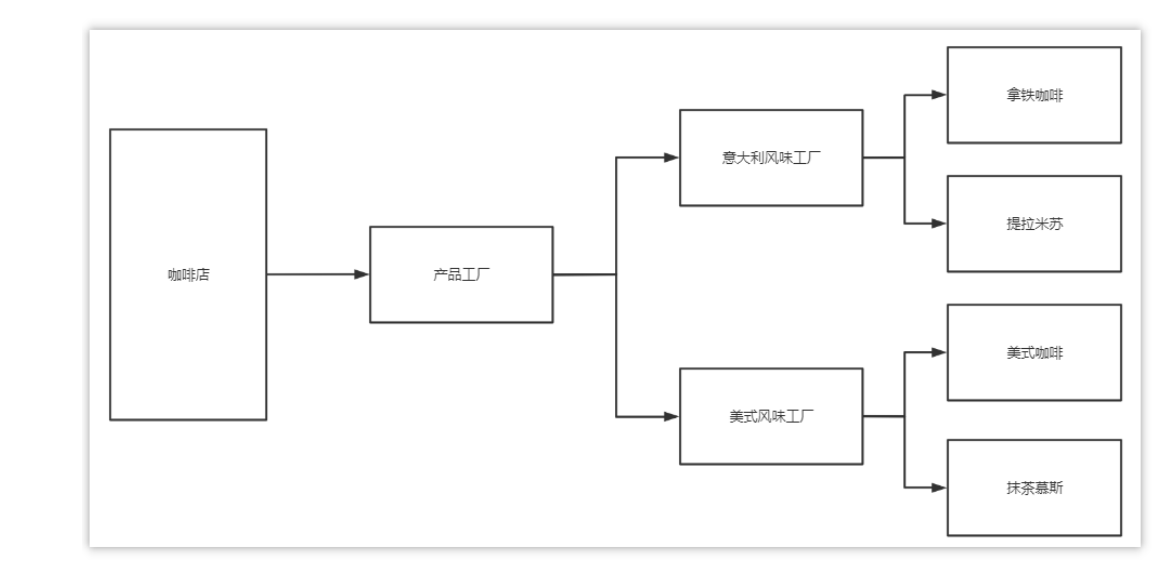 咖啡店
产品工厂
意大利风味工厂
美式风味工厂
拿铁咖啡
提拉米苏
美式咖啡
抹茶慕斯